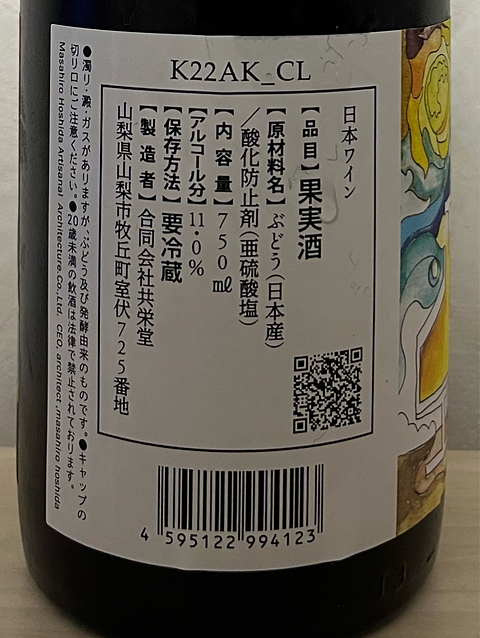 K22AK_CL
日本ワイン
【品目】果実酒
【原材料名】ぶどう(日本産)
／酸化防止剤(亜硫酸塩)
【内容量】750㎖
【アルコール分】11.0%
【保存方法】要冷蔵
【製造者】合同会社共栄堂
山梨県山梨市牧丘町室伏725番地
●濁り・澱・ガスがありますが、ぶどう及び発酵由来のものです。●キャップの
切り口にご注意ください。●20歳未満の飲酒は法律で禁止されております。
Masahiro Hoshida Artisanal Architecture.Co.,Ltd. CEO, architect .masahiro hoshida
4 595122 994123